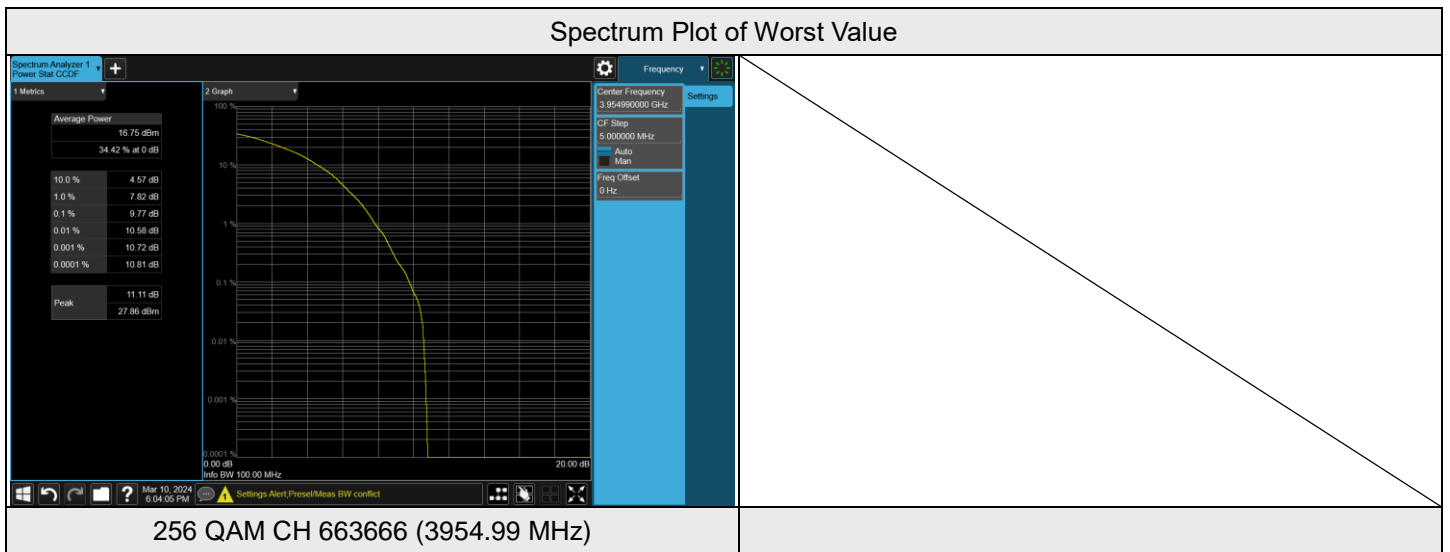 Spectrum Plot of Worst Value
Spectrum Analyzer 1
Power Stat CCDF
Frequency
1 Metrics
2 Graph
Average Power
16.75 dBm
34.42 % at 0 dB
10.0 % 4.57 dB
1.0 % 7.82 dB
0.1 % 9.77 dB
0.01 % 10.58 dB
0.001 % 10.72 dB
0.0001 % 10.81 dB
Peak
11.11 dB
27.86 dBm
100 %
10 %
1 %
0.1 %
0.01 %
0.001 %
0.0001 %
0.00 dB 20.00 dB
Info BW 100.00 MHz
Center Frequency
3.954990000 GHz
Settings
CF Step
5.000000 MHz
Auto
Man
Freq Offset
0 Hz
?
Mar 10, 2024
6:04:05 PM
1
Settings Alert;Presel/Meas BW conflict
256 QAM CH 663666 (3954.99 MHz)